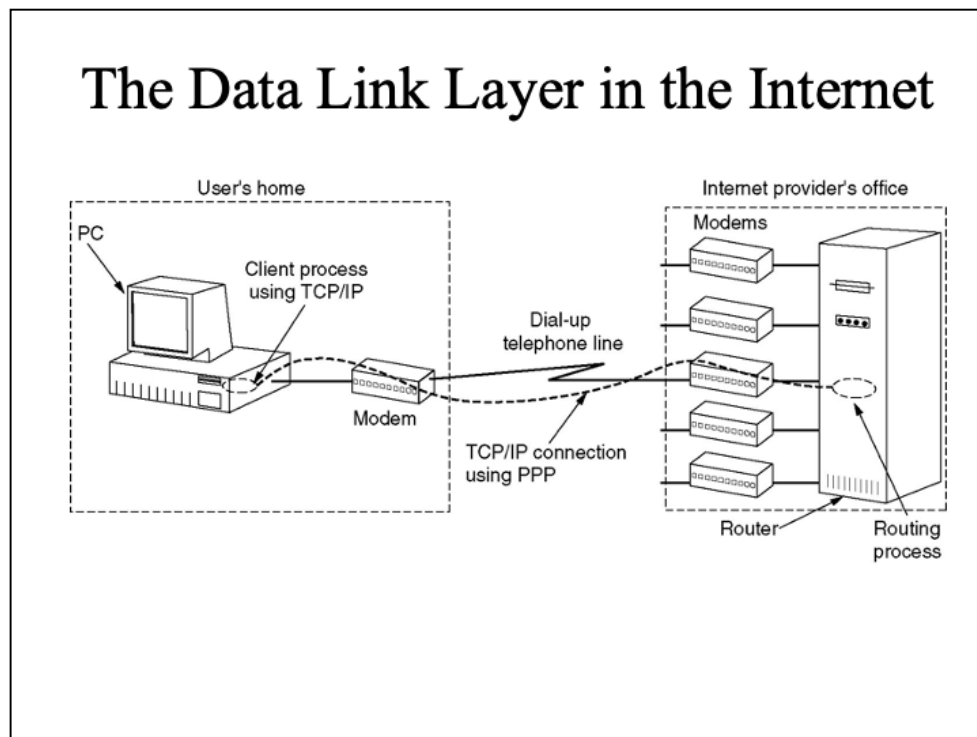 The Data Link Layer in the Internet
User's home
Internet provider's office
PC
Client process
using TCP/IP
Modem
Dial-up
telephone line
TCP/IP connection
using PPP
Modems
Router
Routing
process